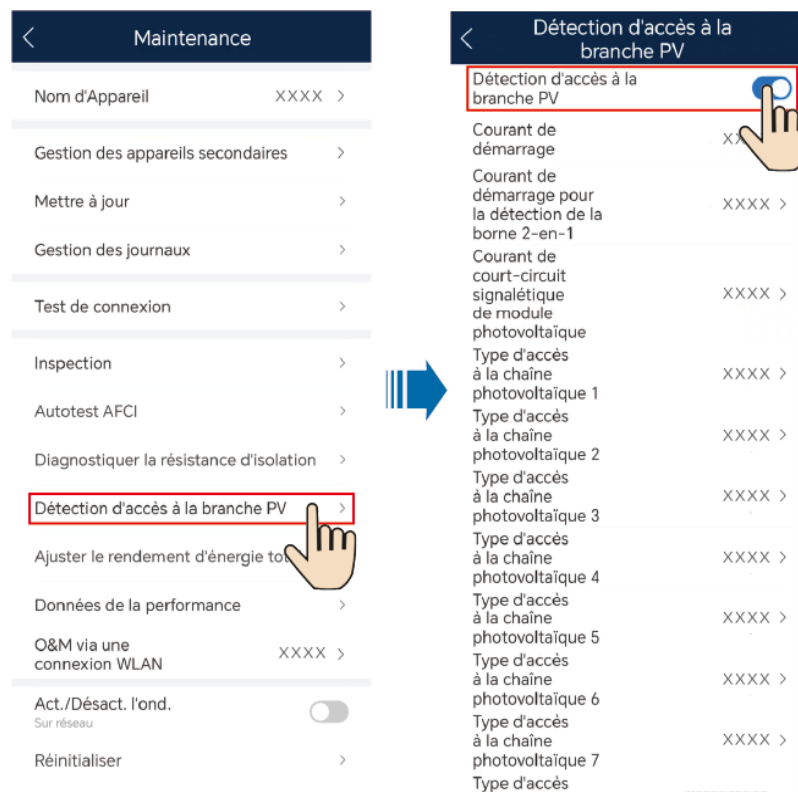 Maintenance
Nom d'Appareil XXXX
Gestion des appareils secondaires
Mettre à jour
Gestion des journaux
Test de connexion
Inspection
Autotest AFCI
Diagnostiquer la résistance d'isolation
Détection d'accès à la branche PV
Ajuster le rendement d'énergie
Données de la performance
O&M via une
connexion WLAN XXXX
Act./Désact. l'ond.
Sur réseau
Réinitialiser
Détection d'accès à la
branche PV
Détection d'accès à la
branche PV
Courant de
démarrage
Courant de
démarrage pour
la détection de la
borne 2-en-1
XXXX
Courant de
court-circuit
signalétique
de module
photovoltaïque
XXXX
Type d'accès
à la chaîne
photovoltaïque 1
XXXX
Type d'accès
à la chaîne
photovoltaïque 2
XXXX
Type d'accès
à la chaîne
photovoltaïque 3
XXXX
Type d'accès
à la chaîne
photovoltaïque 4
XXXX
Type d'accès
à la chaîne
photovoltaïque 5
XXXX
Type d'accès
à la chaîne
photovoltaïque 6
XXXX
Type d'accès
à la chaîne
photovoltaïque 7
XXXX
Type d'accès